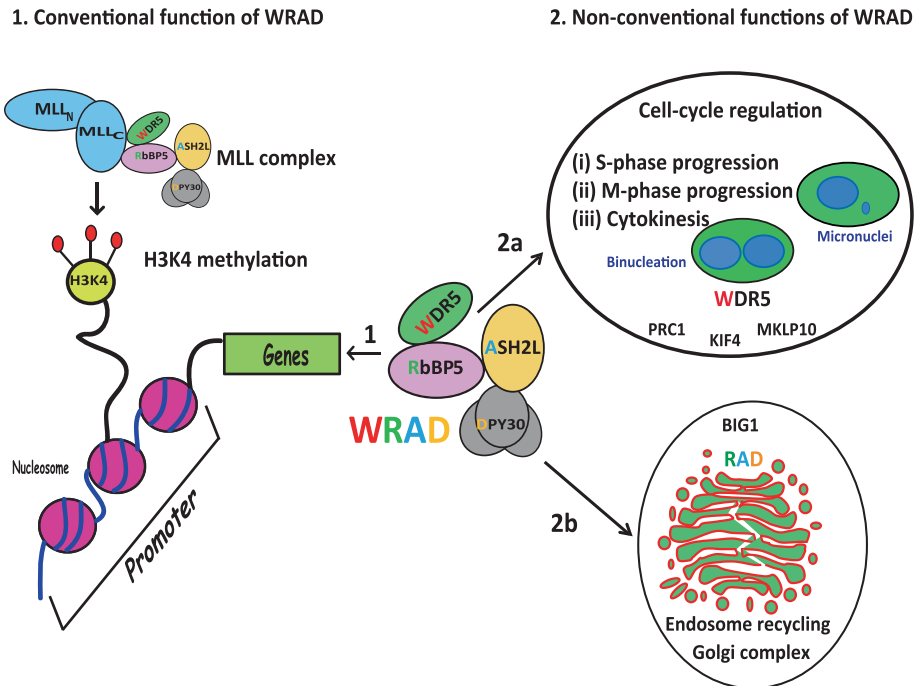 1. Conventional function of WRAD
2. Non-conventional functions of WRAD
MLLN
MLLC
WDR5
RbBP5
ASH2L
DPY30
MLL complex
H3K4 methylation
H3K4
Genes
1
Nucleosome
Promoter
WDR5
RbBP5
ASH2L
DPY30
WRAD
2a
2b
Cell-cycle regulation
(i) S-phase progression
(ii) M-phase progression
(iii) Cytokinesis
Micronuclei
Binucleation
WDR5
PRC1
KIF4
MKLP10
BIG1
RAD
Endosome recycling
Golgi complex